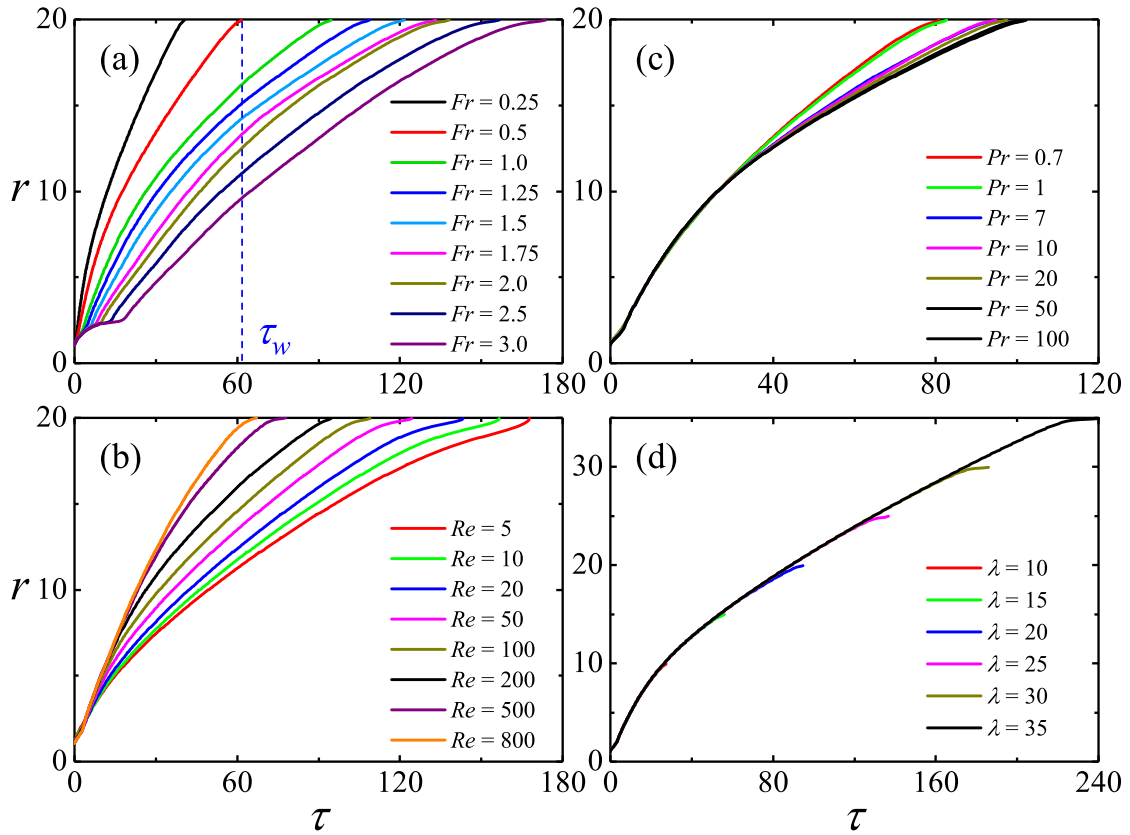 20
10
0
r
(a)
Fr = 0.25
Fr = 0.5
Fr = 1.0
Fr = 1.25
Fr = 1.5
Fr = 1.75
Fr = 2.0
Fr = 2.5
Fr = 3.0
τw
0 60 120 180
20
10
0
(c)
Pr = 0.7
Pr = 1
Pr = 7
Pr = 10
Pr = 20
Pr = 50
Pr = 100
0 40 80 120
20
10
0
r
(b)
Re = 5
Re = 10
Re = 20
Re = 50
Re = 100
Re = 200
Re = 500
Re = 800
0 60 120 180
τ
30
20
10
0
(d)
λ = 10
λ = 15
λ = 20
λ = 25
λ = 30
λ = 35
0 80 160 240
τ